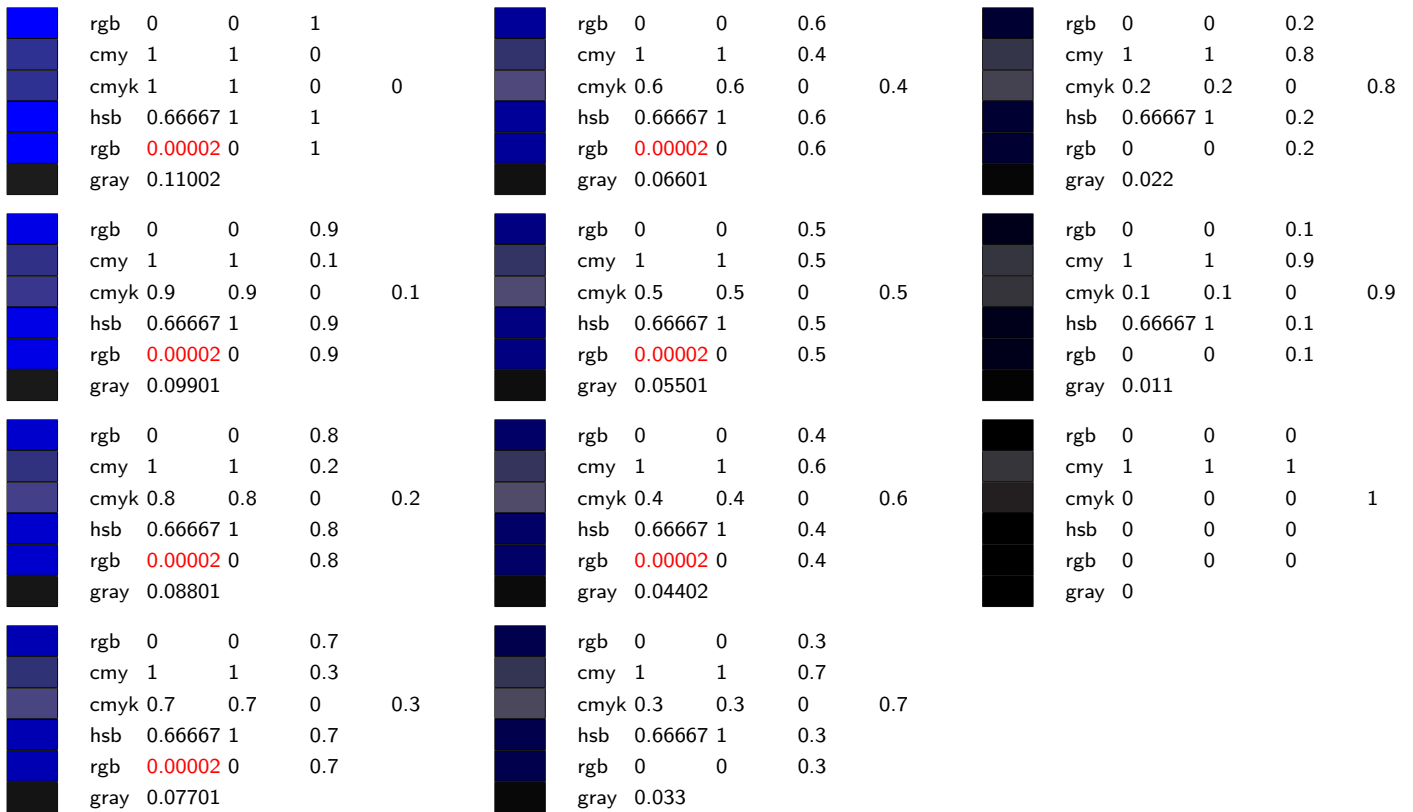 rgb 0 0 1
cmy 1 1 0
cmyk 1 1 0 0
hsb 0.66667 1 1
rgb 0.00002 0 1
gray 0.11002
rgb 0 0 0.9
cmy 1 1 0.1
cmyk 0.9 0.9 0 0.1
hsb 0.66667 1 0.9
rgb 0.00002 0 0.9
gray 0.09901
rgb 0 0 0.8
cmy 1 1 0.2
cmyk 0.8 0.8 0 0.2
hsb 0.66667 1 0.8
rgb 0.00002 0 0.8
gray 0.08801
rgb 0 0 0.7
cmy 1 1 0.3
cmyk 0.7 0.7 0 0.3
hsb 0.66667 1 0.7
rgb 0.00002 0 0.7
gray 0.07701
rgb 0 0 0.6
cmy 1 1 0.4
cmyk 0.6 0.6 0 0.4
hsb 0.66667 1 0.6
rgb 0.00002 0 0.6
gray 0.06601
rgb 0 0 0.5
cmy 1 1 0.5
cmyk 0.5 0.5 0 0.5
hsb 0.66667 1 0.5
rgb 0.00002 0 0.5
gray 0.05501
rgb 0 0 0.4
cmy 1 1 0.6
cmyk 0.4 0.4 0 0.6
hsb 0.66667 1 0.4
rgb 0.00002 0 0.4
gray 0.04402
rgb 0 0 0.3
cmy 1 1 0.7
cmyk 0.3 0.3 0 0.7
hsb 0.66667 1 0.3
rgb 0 0 0.3
gray 0.033
rgb 0 0 0.2
cmy 1 1 0.8
cmyk 0.2 0.2 0 0.8
hsb 0.66667 1 0.2
rgb 0 0 0.2
gray 0.022
rgb 0 0 0.1
cmy 1 1 0.9
cmyk 0.1 0.1 0 0.9
hsb 0.66667 1 0.1
rgb 0 0 0.1
gray 0.011
rgb 0 0 0
cmy 1 1 1
cmyk 0 0 0 1
hsb 0 0 0
rgb 0 0 0
gray 0